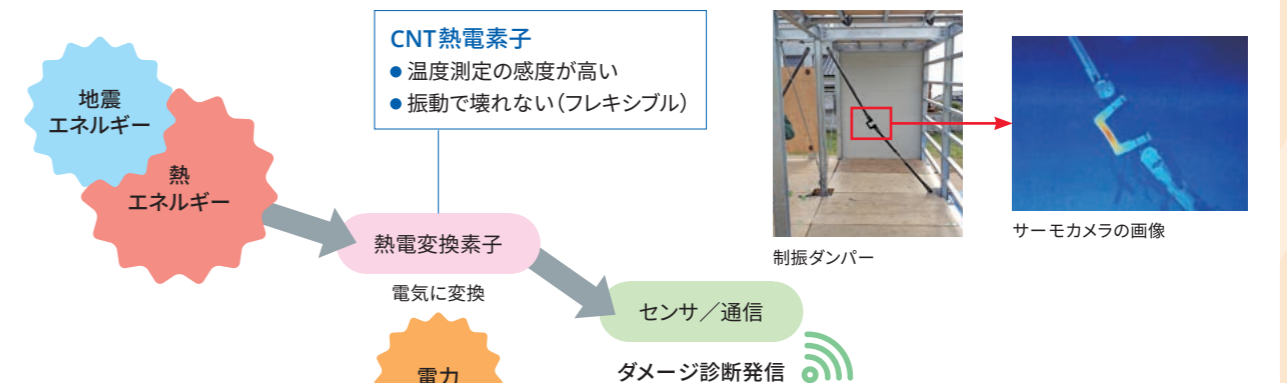 地震
エネルギー
熱
エネルギー
CNT熱電素子
● 温度測定の感度が高い
● 振動で壊れない（フレキシブル）
熱電変換素子
電気に変換
電力
センサ／通信
ダメージ診断発信
制振ダンパー
サーモカメラの画像